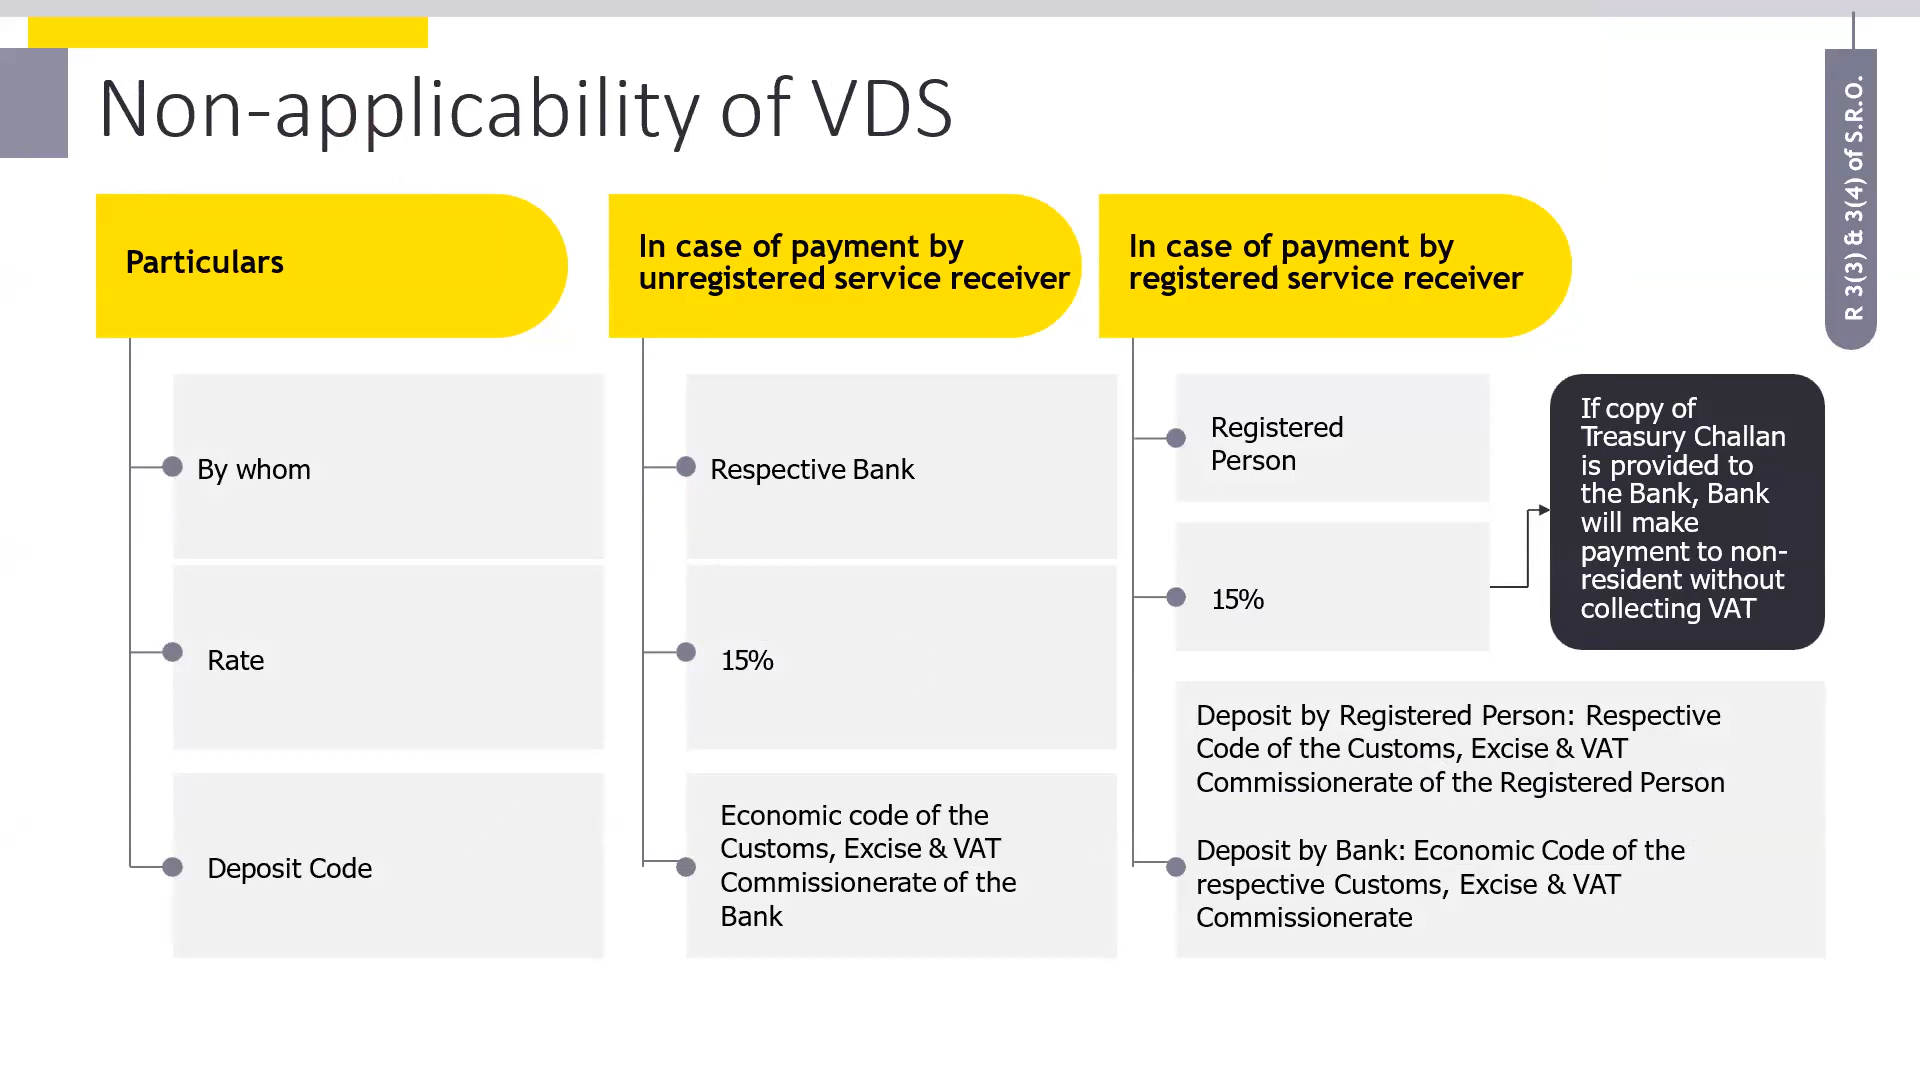 Non-applicability of VDS
R 3(3) & 3(4) of S.R.O.
Particulars
In case of payment by
unregistered service receiver
In case of payment by
registered service receiver
By whom
Respective Bank
Registered
Person
If copy of
Treasury Challan
is provided to
the Bank, Bank
will make
payment to non-
resident without
collecting VAT
Rate
15%
15%
Deposit Code
Economic code of the
Customs, Excise & VAT
Commissionerate of the
Bank
Deposit by Registered Person: Respective
Code of the Customs, Excise & VAT
Commissionerate of the Registered Person
Deposit by Bank: Economic Code of the
respective Customs, Excise & VAT
Commissionerate